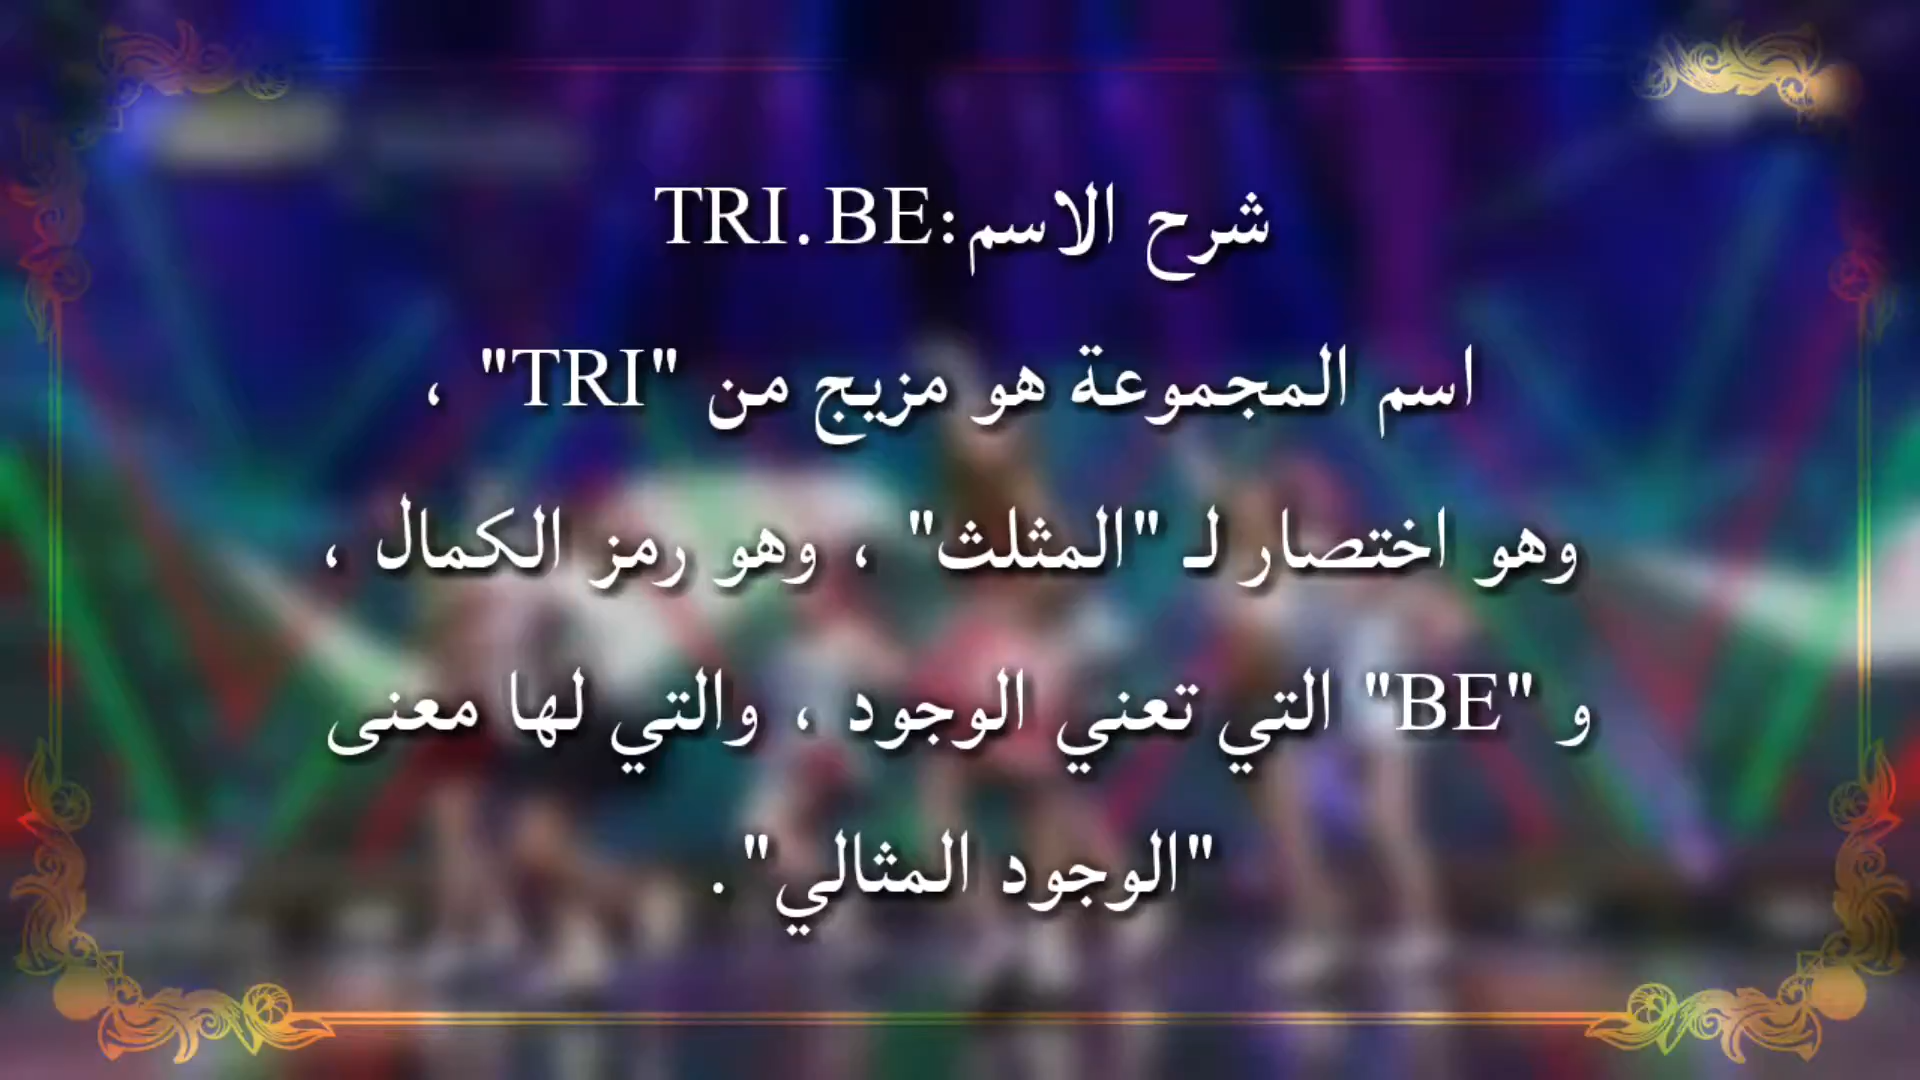 شرح الاسم:TRI.BE
اسم المجموعة هو مزيج من "TRI" ،
وهو اختصار لـ "المثلث" ، وهو رمز الكمال ،
و "BE" التي تعني الوجود ، والتي لها معنى
"الوجود المثالي" .